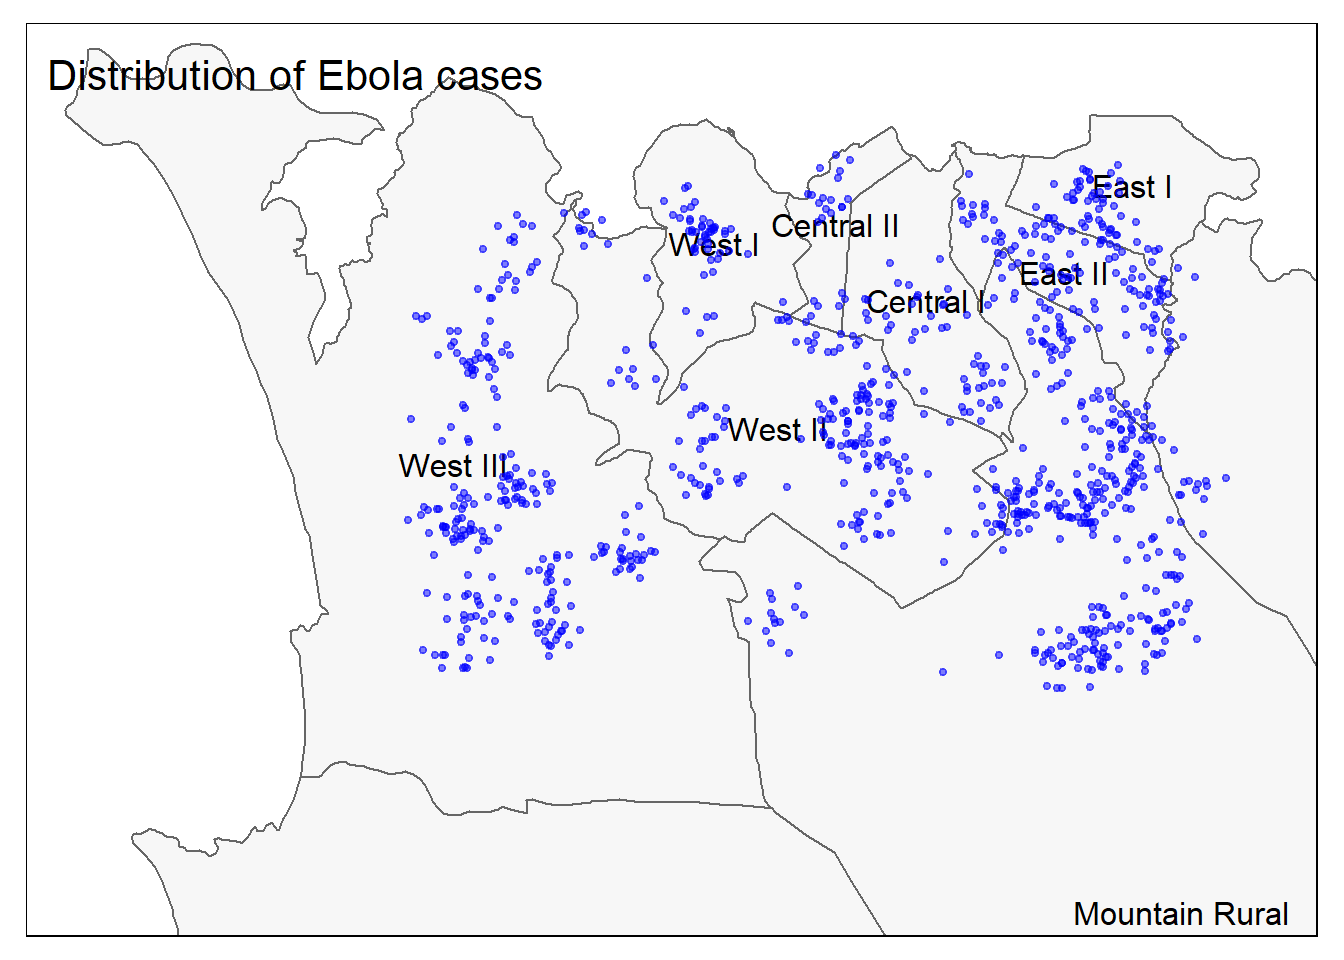 Distribution of Ebola cases
East I
Central II
West I
East II
Central I
West II
West III
Mountain Rural